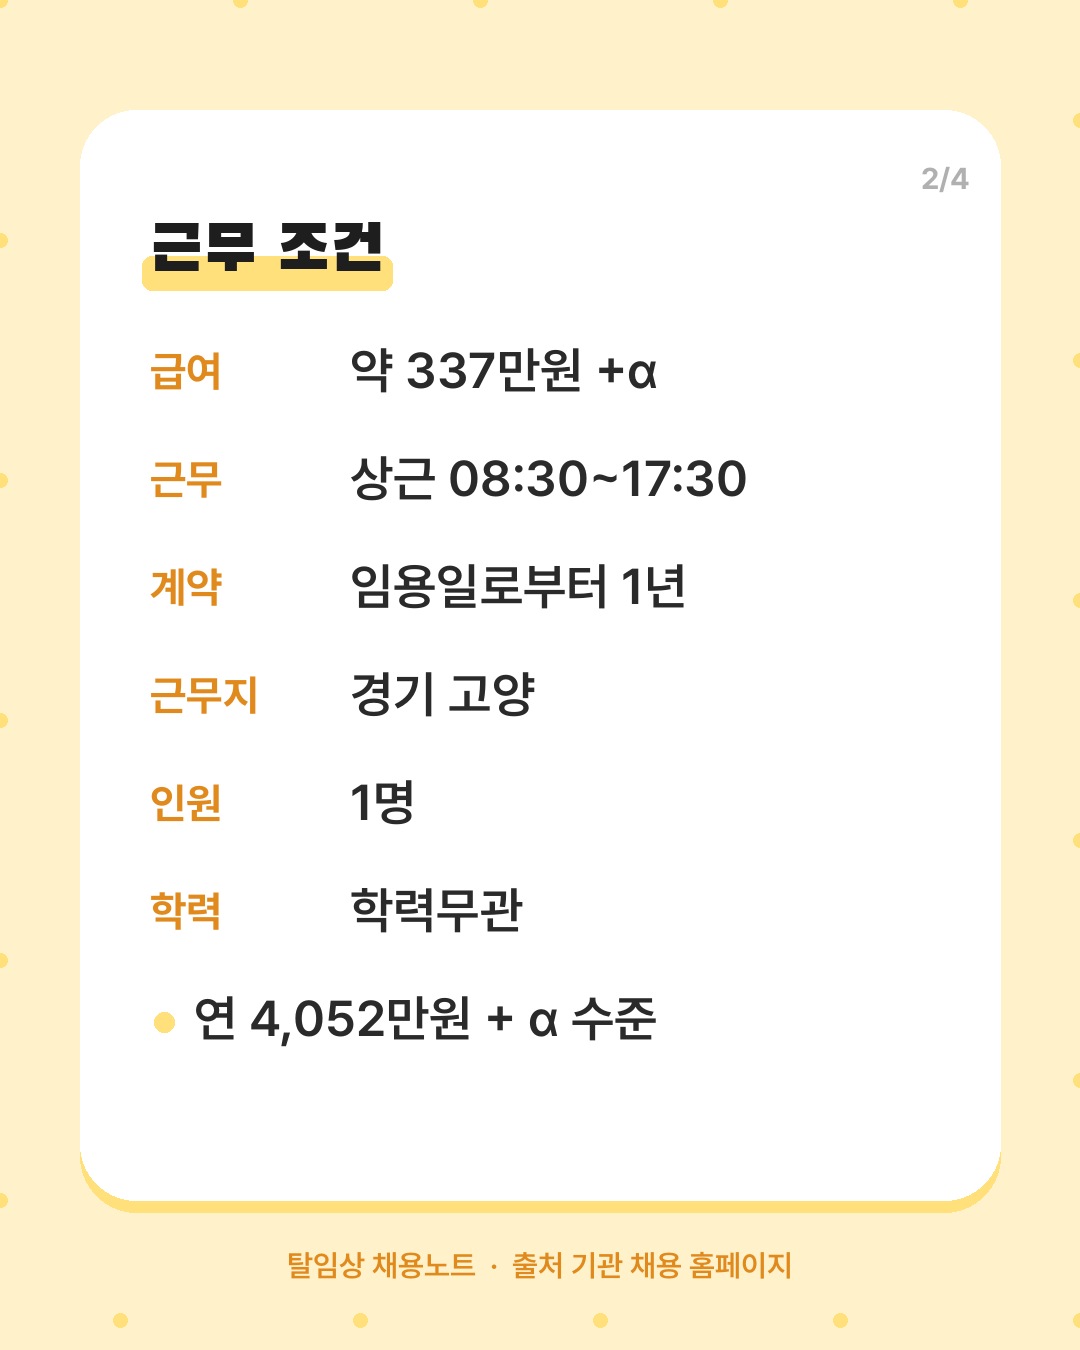 2/4
근무 조건
급여 약 337만원 +α
근무 상근 08:30~17:30
계약 임용일로부터 1년
근무지 경기 고양
인원 1명
학력 학력무관
연 4,052만원 + α 수준
탈임상 채용노트 · 출처 기관 채용 홈페이지